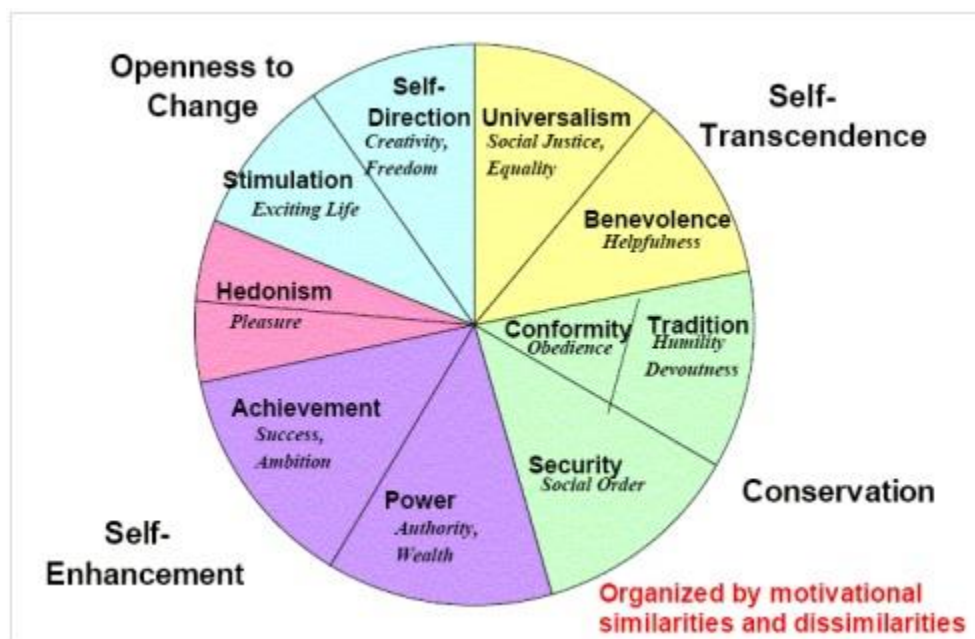 Openness to
Change
Self-
Direction
Creativity,
Freedom
Universalism
Social Justice,
Equality
Self-
Transcendence
Stimulation
Exciting Life
Benevolence
Helpfulness
Hedonism
Pleasure
Conformity
Obedience
Tradition
Humility
Devoutness
Achievement
Success,
Ambition
Security
Social Order
Power
Authority,
Wealth
Conservation
Self-
Enhancement
Organized by motivational
similarities and dissimilarities